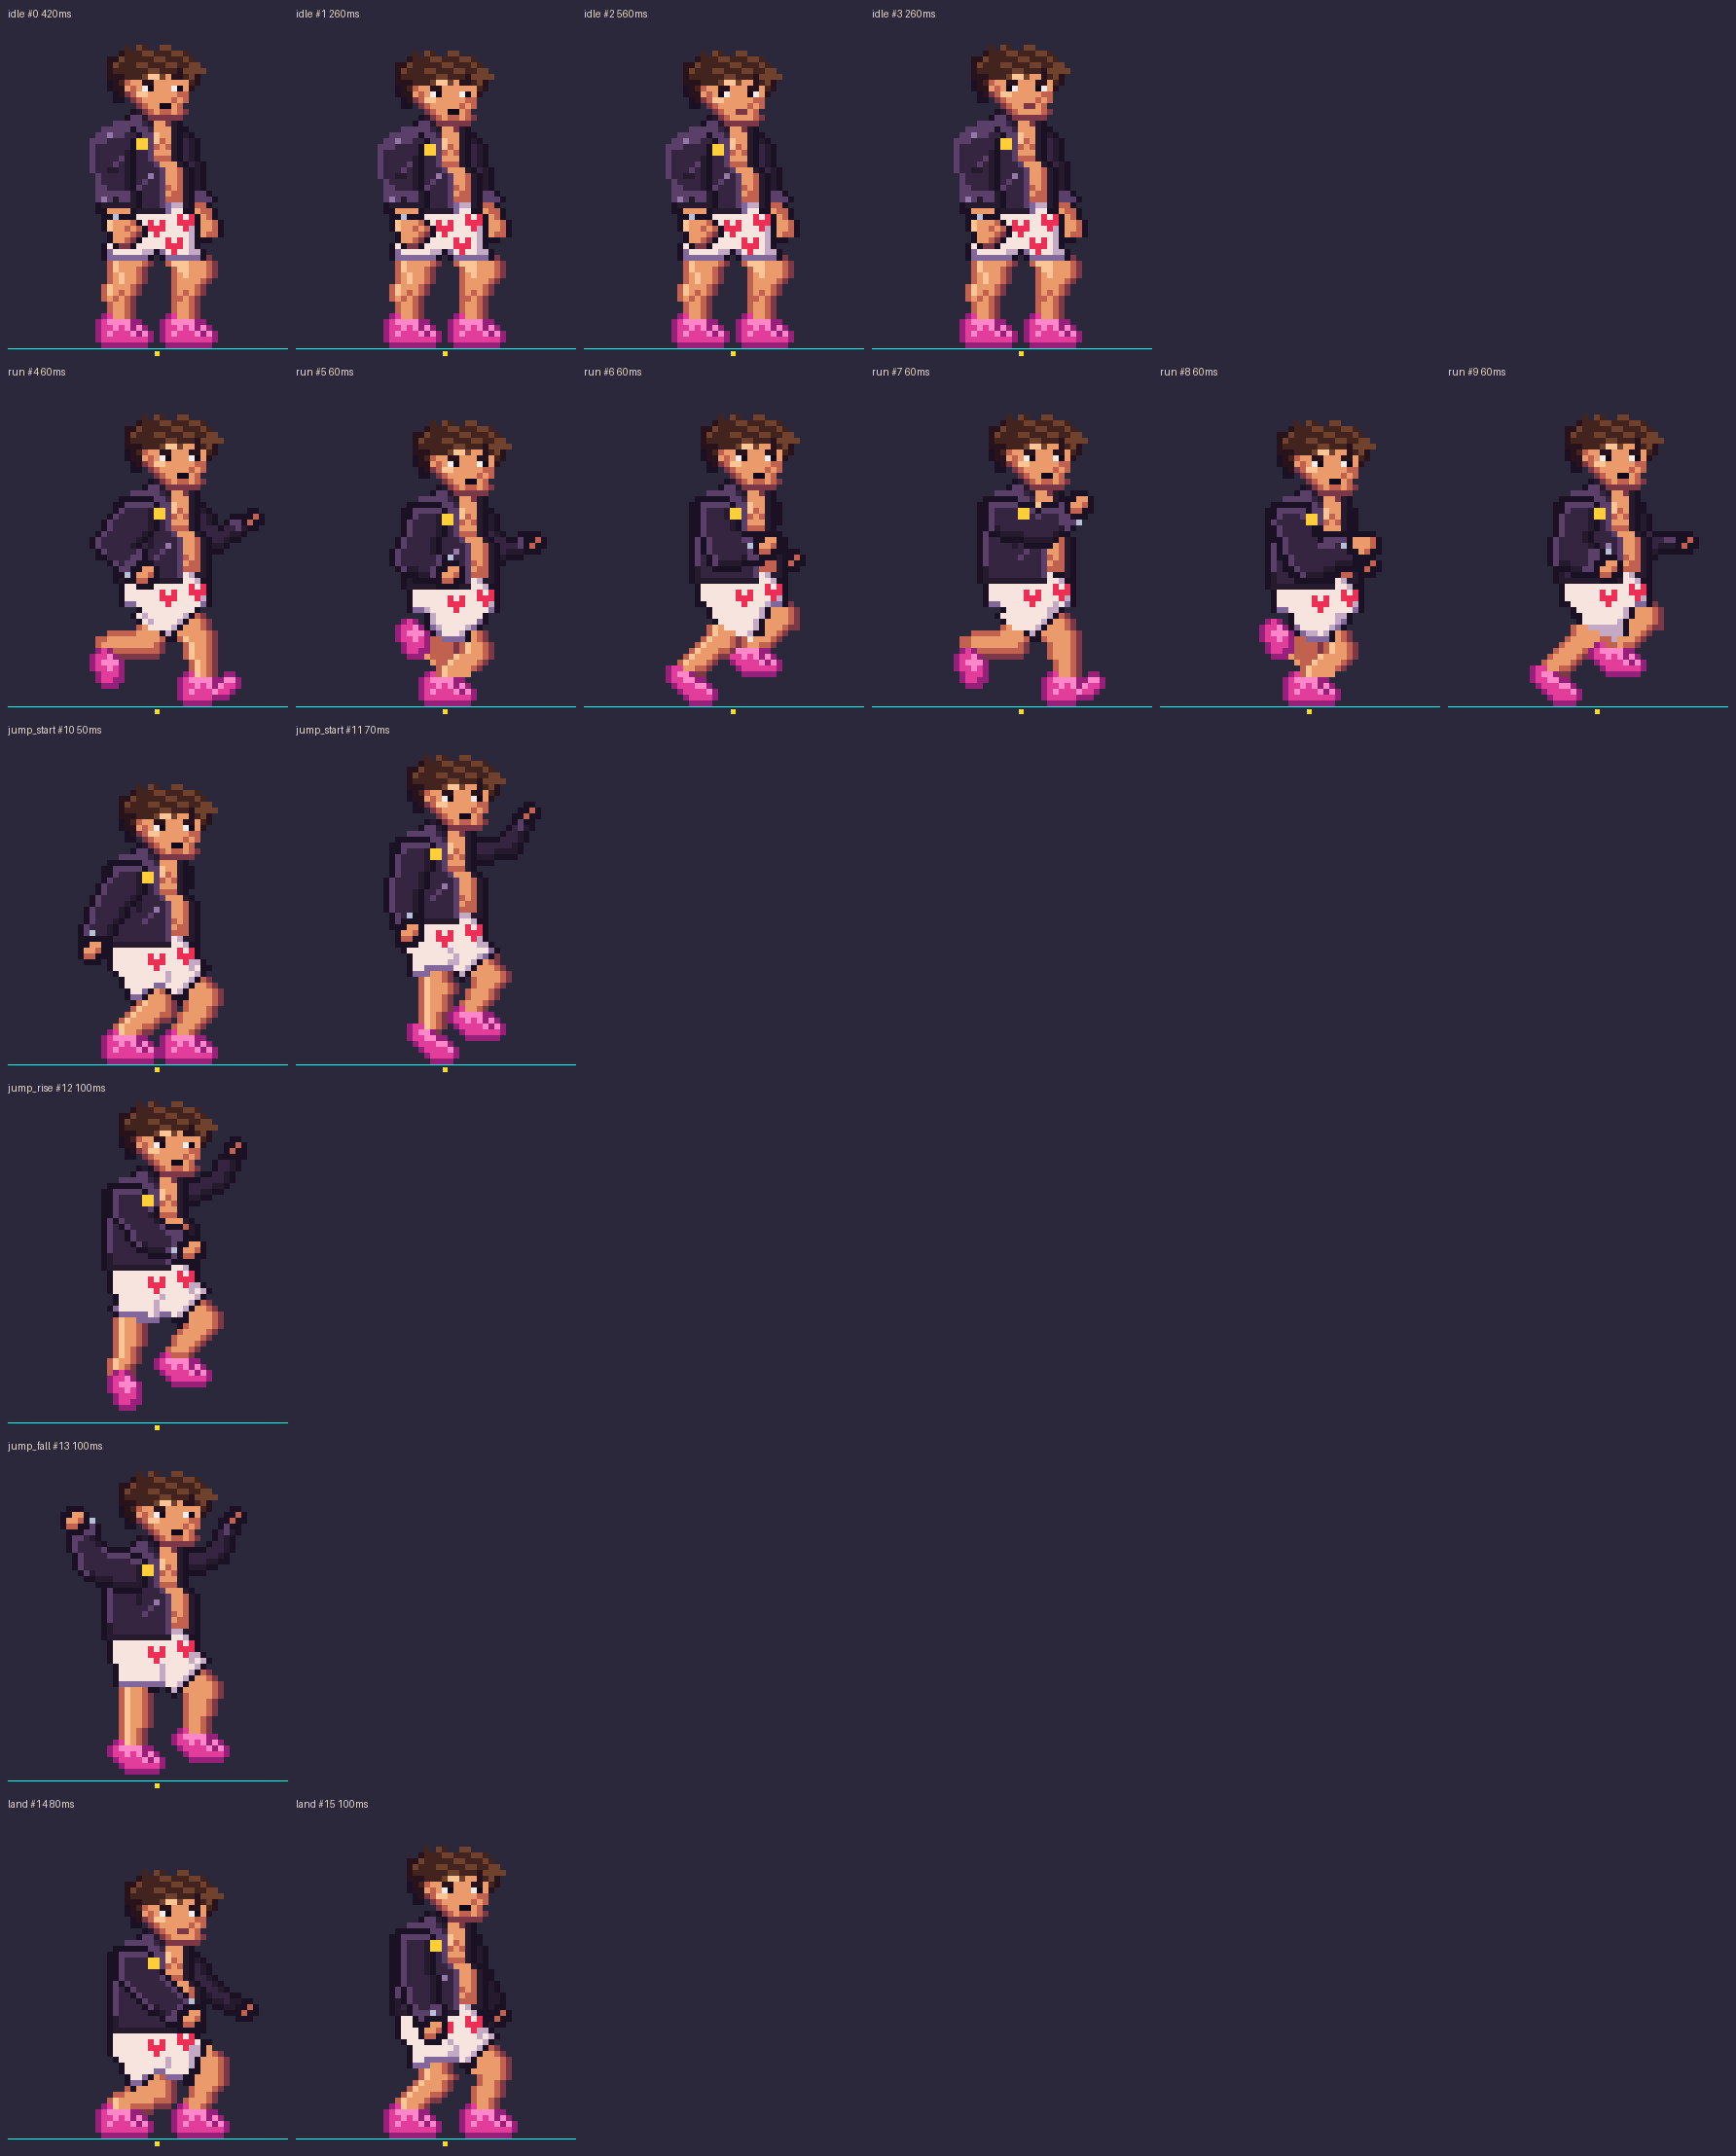 idle #0 420ms
idle #1 260ms
idle #2 560ms
idle #3 260ms
run #4 60ms
run #5 60ms
run #6 60ms
run #7 60ms
run #8 60ms
run #9 60ms
jump_start #10 50ms
jump_start #11 70ms
jump_rise #12 100ms
jump_fall #13 100ms
land #14 80ms
land #15 100ms